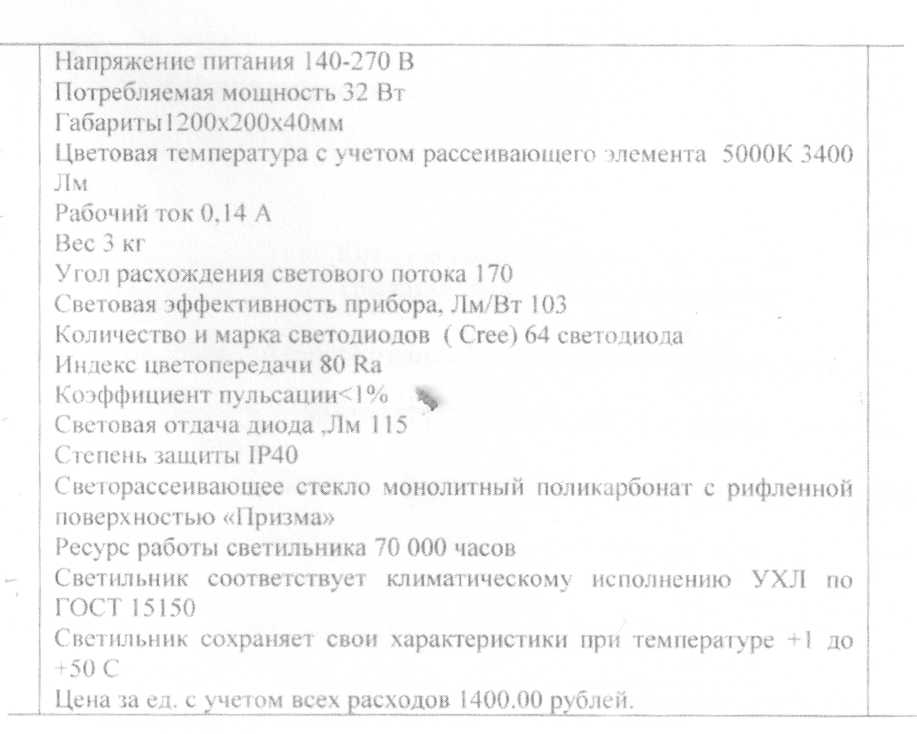 Напряжение питания 140-270 В
Потребляемая мощность 32 Вт
Габариты1200х200х40мм
Цветовая температура с учетом рассеивающего элемента 5000К 3400
Лм
Рабочий ток 0,14 А
Вес 3 кг
Угол расхождения светового потока 170
Световая эффективность прибора, Лм/Вт 103
Количество и марка светодиодов ( Cree) 64 светодиода
Индекс цветопередачи 80 Ra
Коэффициент пульсации<1%
Световая отдача диода ,Лм 115
Степень защиты IP40
Светорассеивающее стекло монолитный поликарбонат с рифленной
поверхностью «Призма»
Ресурс работы светильника 70 000 часов
Светильник соответствует климатическому исполнению УХЛ по
ГОСТ 15150
Светильник сохраняет свои характеристики при температуре +1 до
+50 С
Цена за ед. с учетом всех расходов 1400.00 рублей.